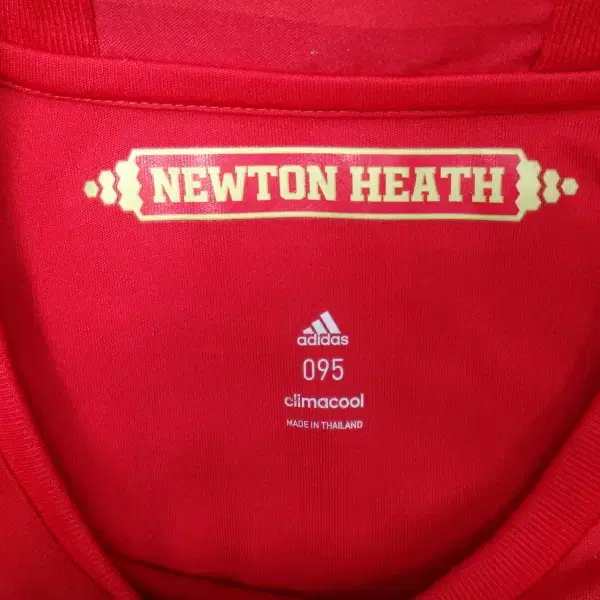 NEWTON HEATH
adidas
095
climacool
MADE IN THAILAND